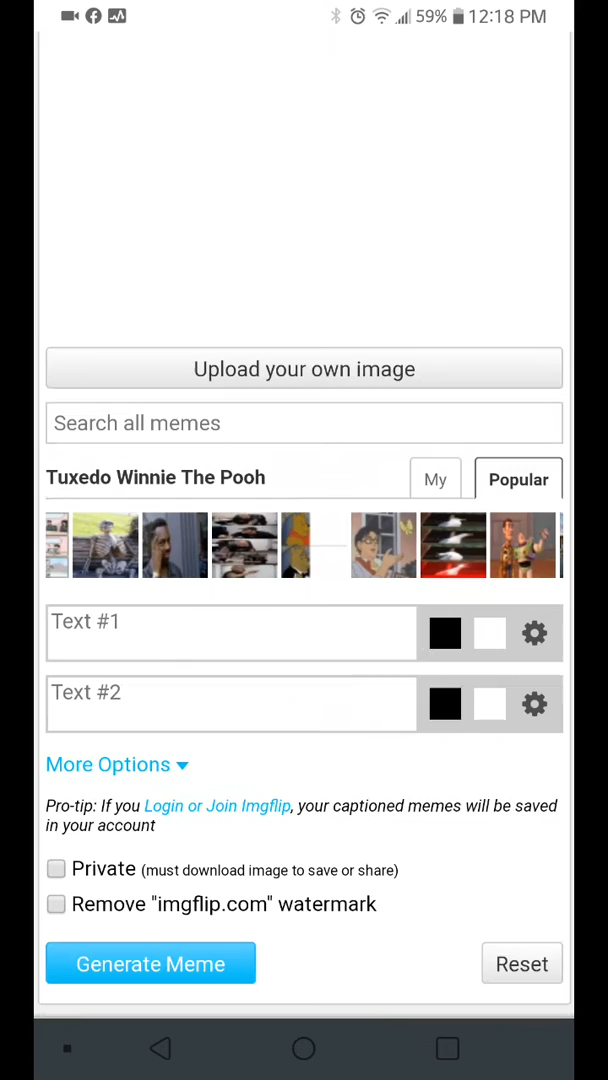 59% 12:18 PM
Upload your own image
Search all memes
Tuxedo Winnie The Pooh
My
Popular
Text #1
Text #2
More Options
Pro-tip: If you Login or Join Imgflip, your captioned memes will be saved
in your account
Private (must download image to save or share)
Remove "imgflip.com" watermark
Generate Meme
Reset